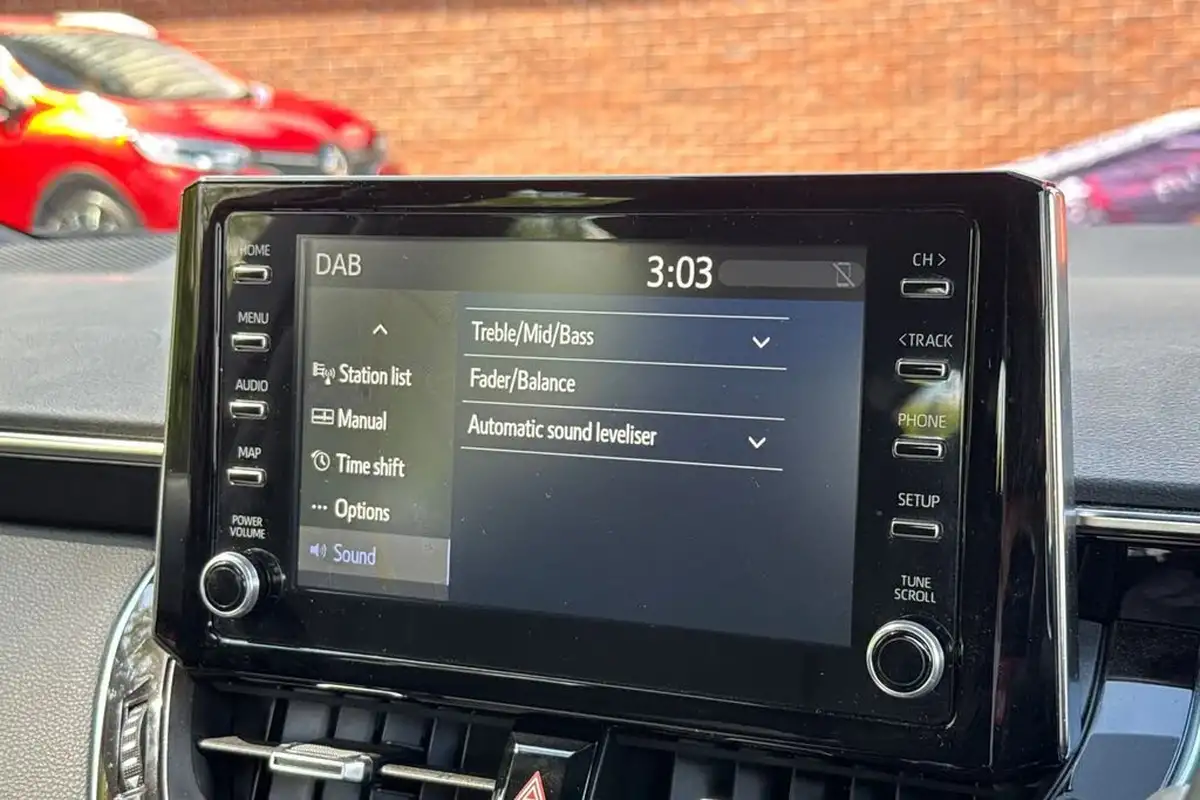 HOME
MENU
AUDIO
MAP
POWER
VOLUME
DAB
3:03
Station list
Manual
Time shift
Options
Sound
Treble/Mid/Bass
Fader/Balance
Automatic sound leveliser
CH >
<TRACK
PHONE
SETUP
TUNE
SCROLL